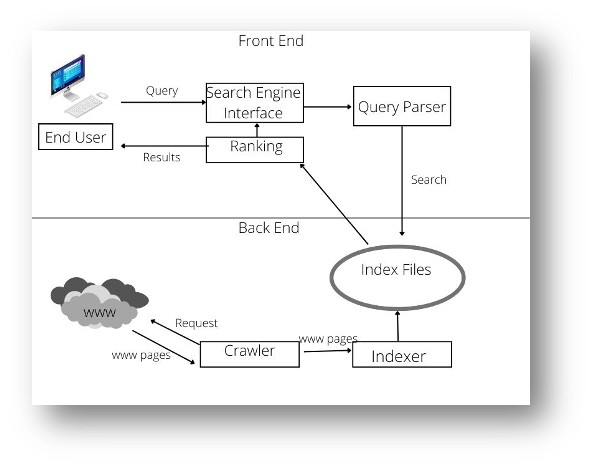 Front End
Query
Search Engine
Interface
Query Parser
End User
Results
Ranking
Search
Back End
Index Files
www
Request
www pages
Crawler
www pages
Indexer